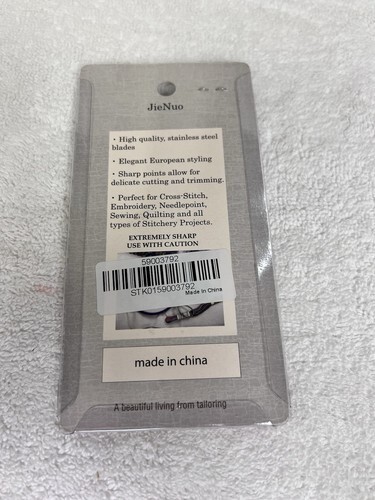 JieNuo
• High quality, stainless steel
blades
• Elegant European styling
• Sharp points allow for
delicate cutting and trimming.
• Perfect for Cross-Stitch,
Embroidery, Needlepoint,
Sewing, Quilting and all
types of Stitchery Projects.
EXTREMELY SHARP
USE WITH CAUTION
59003792
STK0159003792
Made In China
made in china
A beautiful living from tailoring